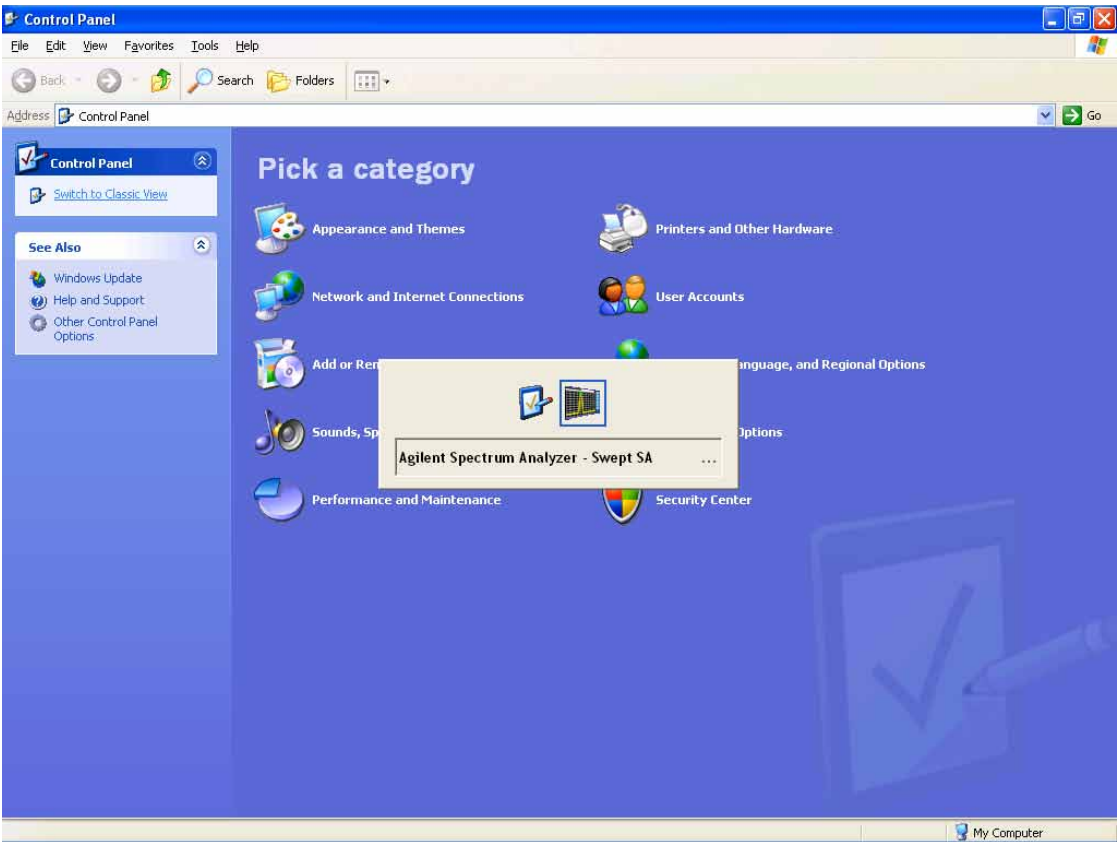 Control Panel
File Edit View Favorites Tools Help
Back Search Folders
Address Control Panel Go
Control Panel
Switch to Classic View
See Also
Windows Update
Help and Support
Other Control Panel
Options
Pick a category
Appearance and Themes
Printers and Other Hardware
Network and Internet Connections
User Accounts
Add or Ren
anguage, and Regional Options
Sounds, Sp
Options
Agilent Spectrum Analyzer - Swept SA ...
Performance and Maintenance
Security Center
My Computer